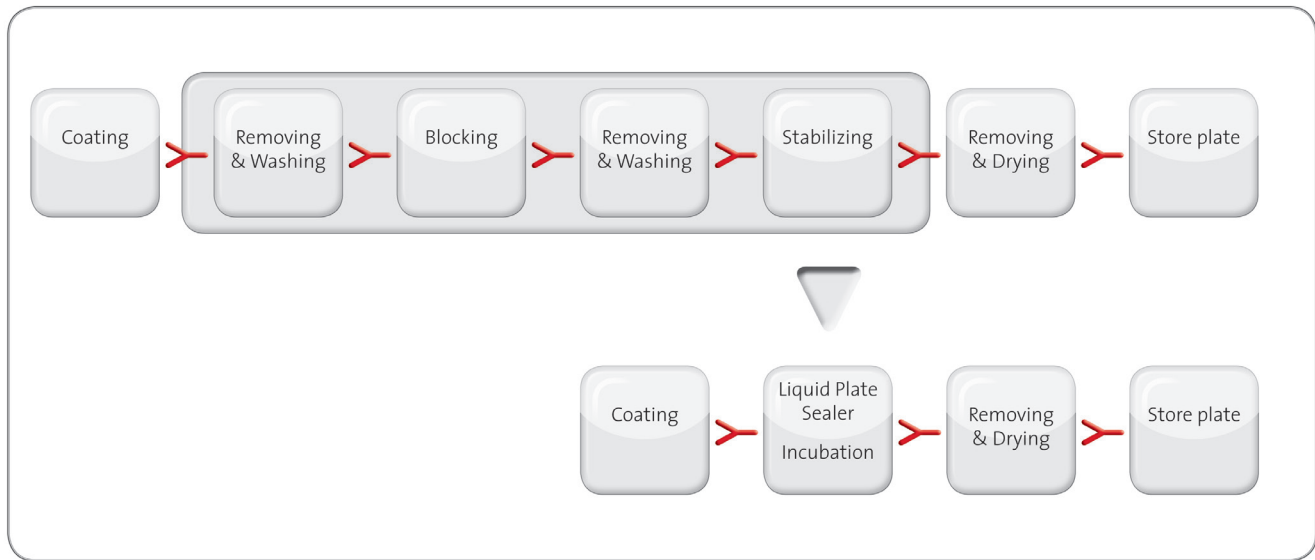 Coating
Removing
& Washing
Blocking
Removing
& Washing
Stabilizing
Removing
& Drying
Store plate
Coating
Liquid Plate
Sealer
Incubation
Removing
& Drying
Store plate